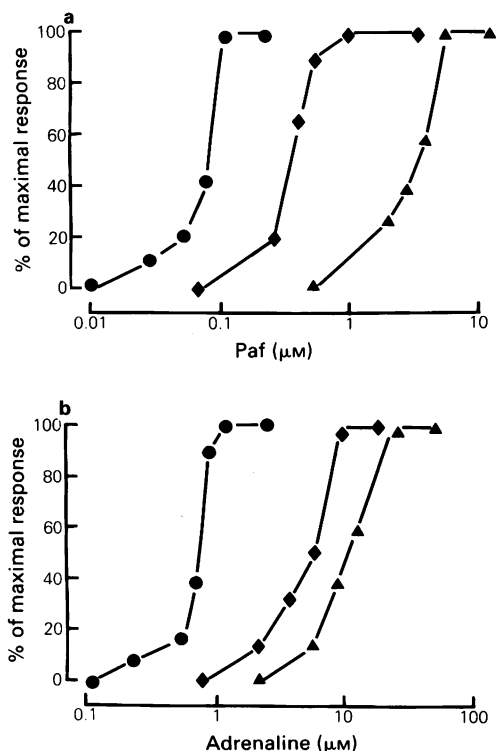 a
% of maximal response
100
80
60
40
20
0
0.01 0.1 1 10
Paf (μM)
b
% of maximal response
100
80
60
40
20
0
0.1 1 10 100
Adrenaline (μM)